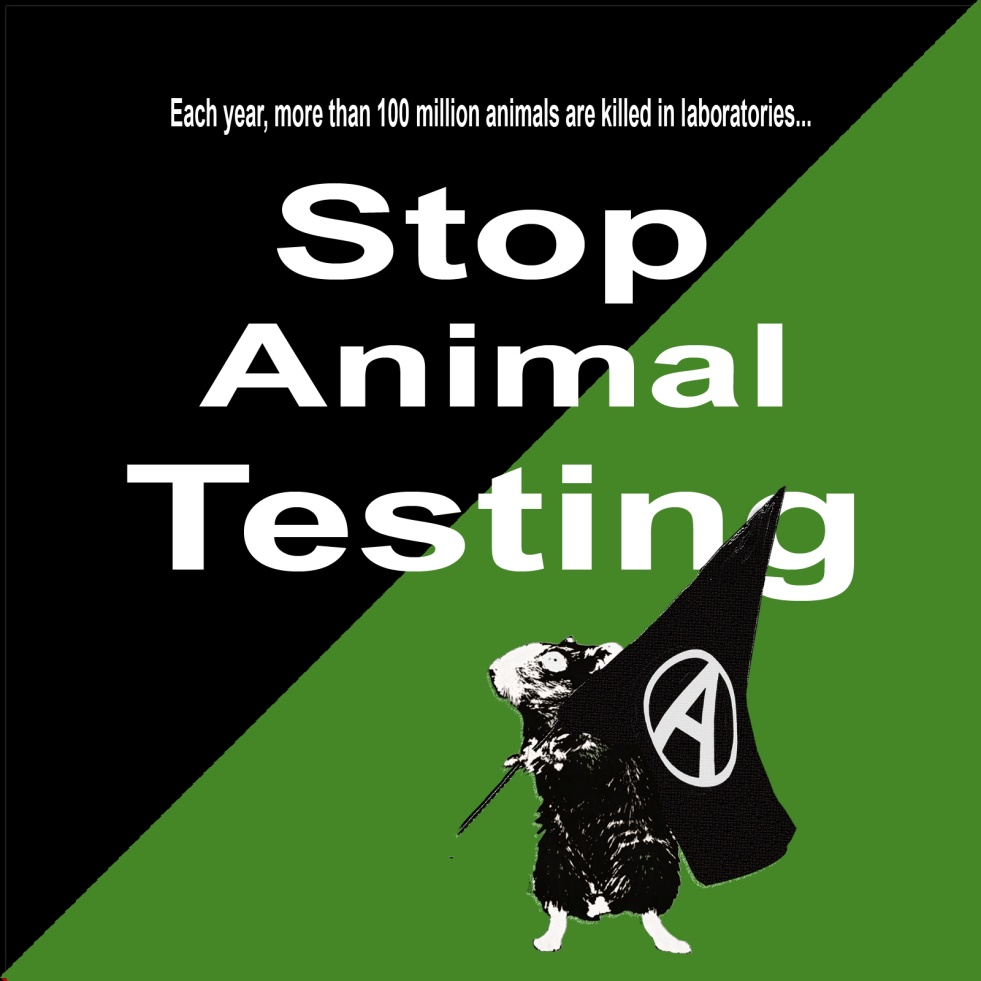 Each year, more than 100 million animals are killed in laboratories...
Stop
Animal
Testing
A